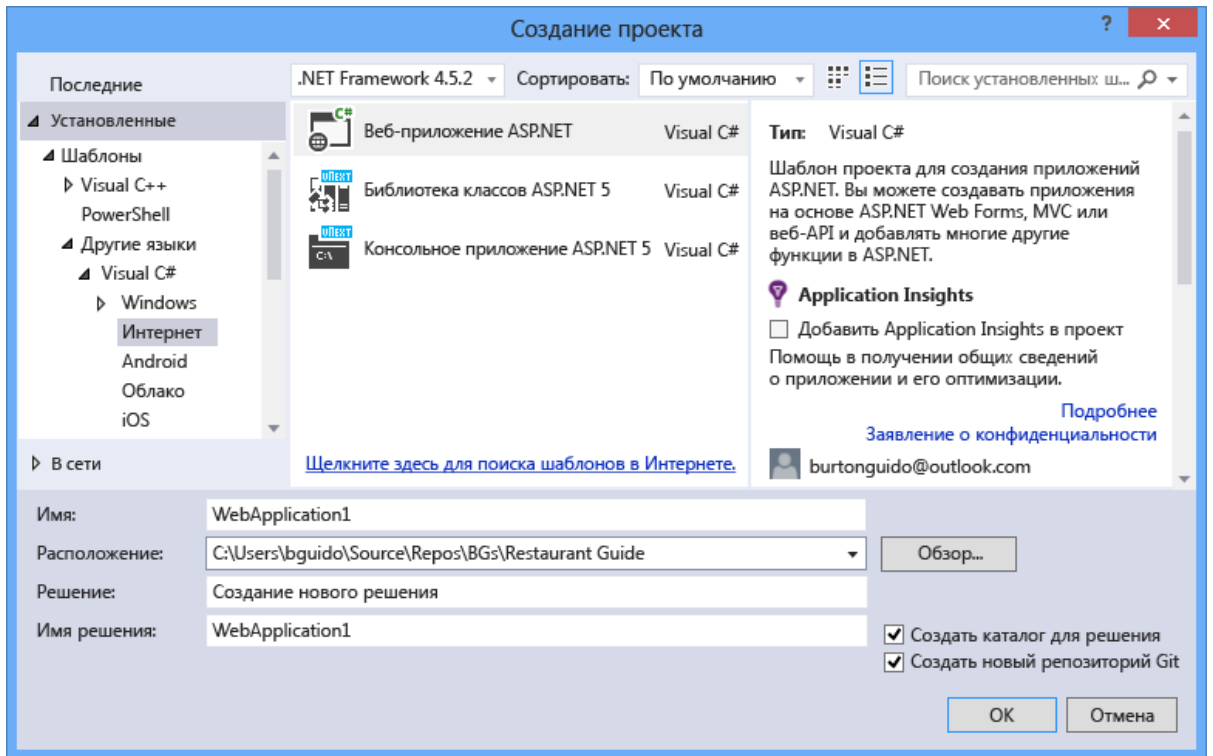 Создание проекта
?
Последние
.NET Framework 4.5.2
Сортировать:
По умолчанию
Поиск установленных ш...
Установленные
Шаблоны
Visual C++
PowerShell
Другие языки
Visual C#
Windows
Интернет
Android
Облако
iOS
В сети
C#
Веб-приложение ASP.NET Visual C#
vNEXT
Библиотека классов ASP.NET 5 Visual C#
vNEXT
C:\
Консольное приложение ASP.NET 5 Visual C#
Щелкните здесь для поиска шаблонов в Интернете.
Тип: Visual C#
Шаблон проекта для создания приложений
ASP.NET. Вы можете создавать приложения
на основе ASP.NET Web Forms, MVC или
веб-API и добавлять многие другие
функции в ASP.NET.
Application Insights
Добавить Application Insights в проект
Помощь в получении общих сведений
о приложении и его оптимизации.
Подробнее
Заявление о конфиденциальности
burtonguido@outlook.com
Имя: WebApplication1
Расположение: C:\Users\bguido\Source\Repos\BGs\Restaurant Guide Обзор...
Решение: Создание нового решения
Имя решения: WebApplication1
Создать каталог для решения
Создать новый репозиторий Git
OK Отмена